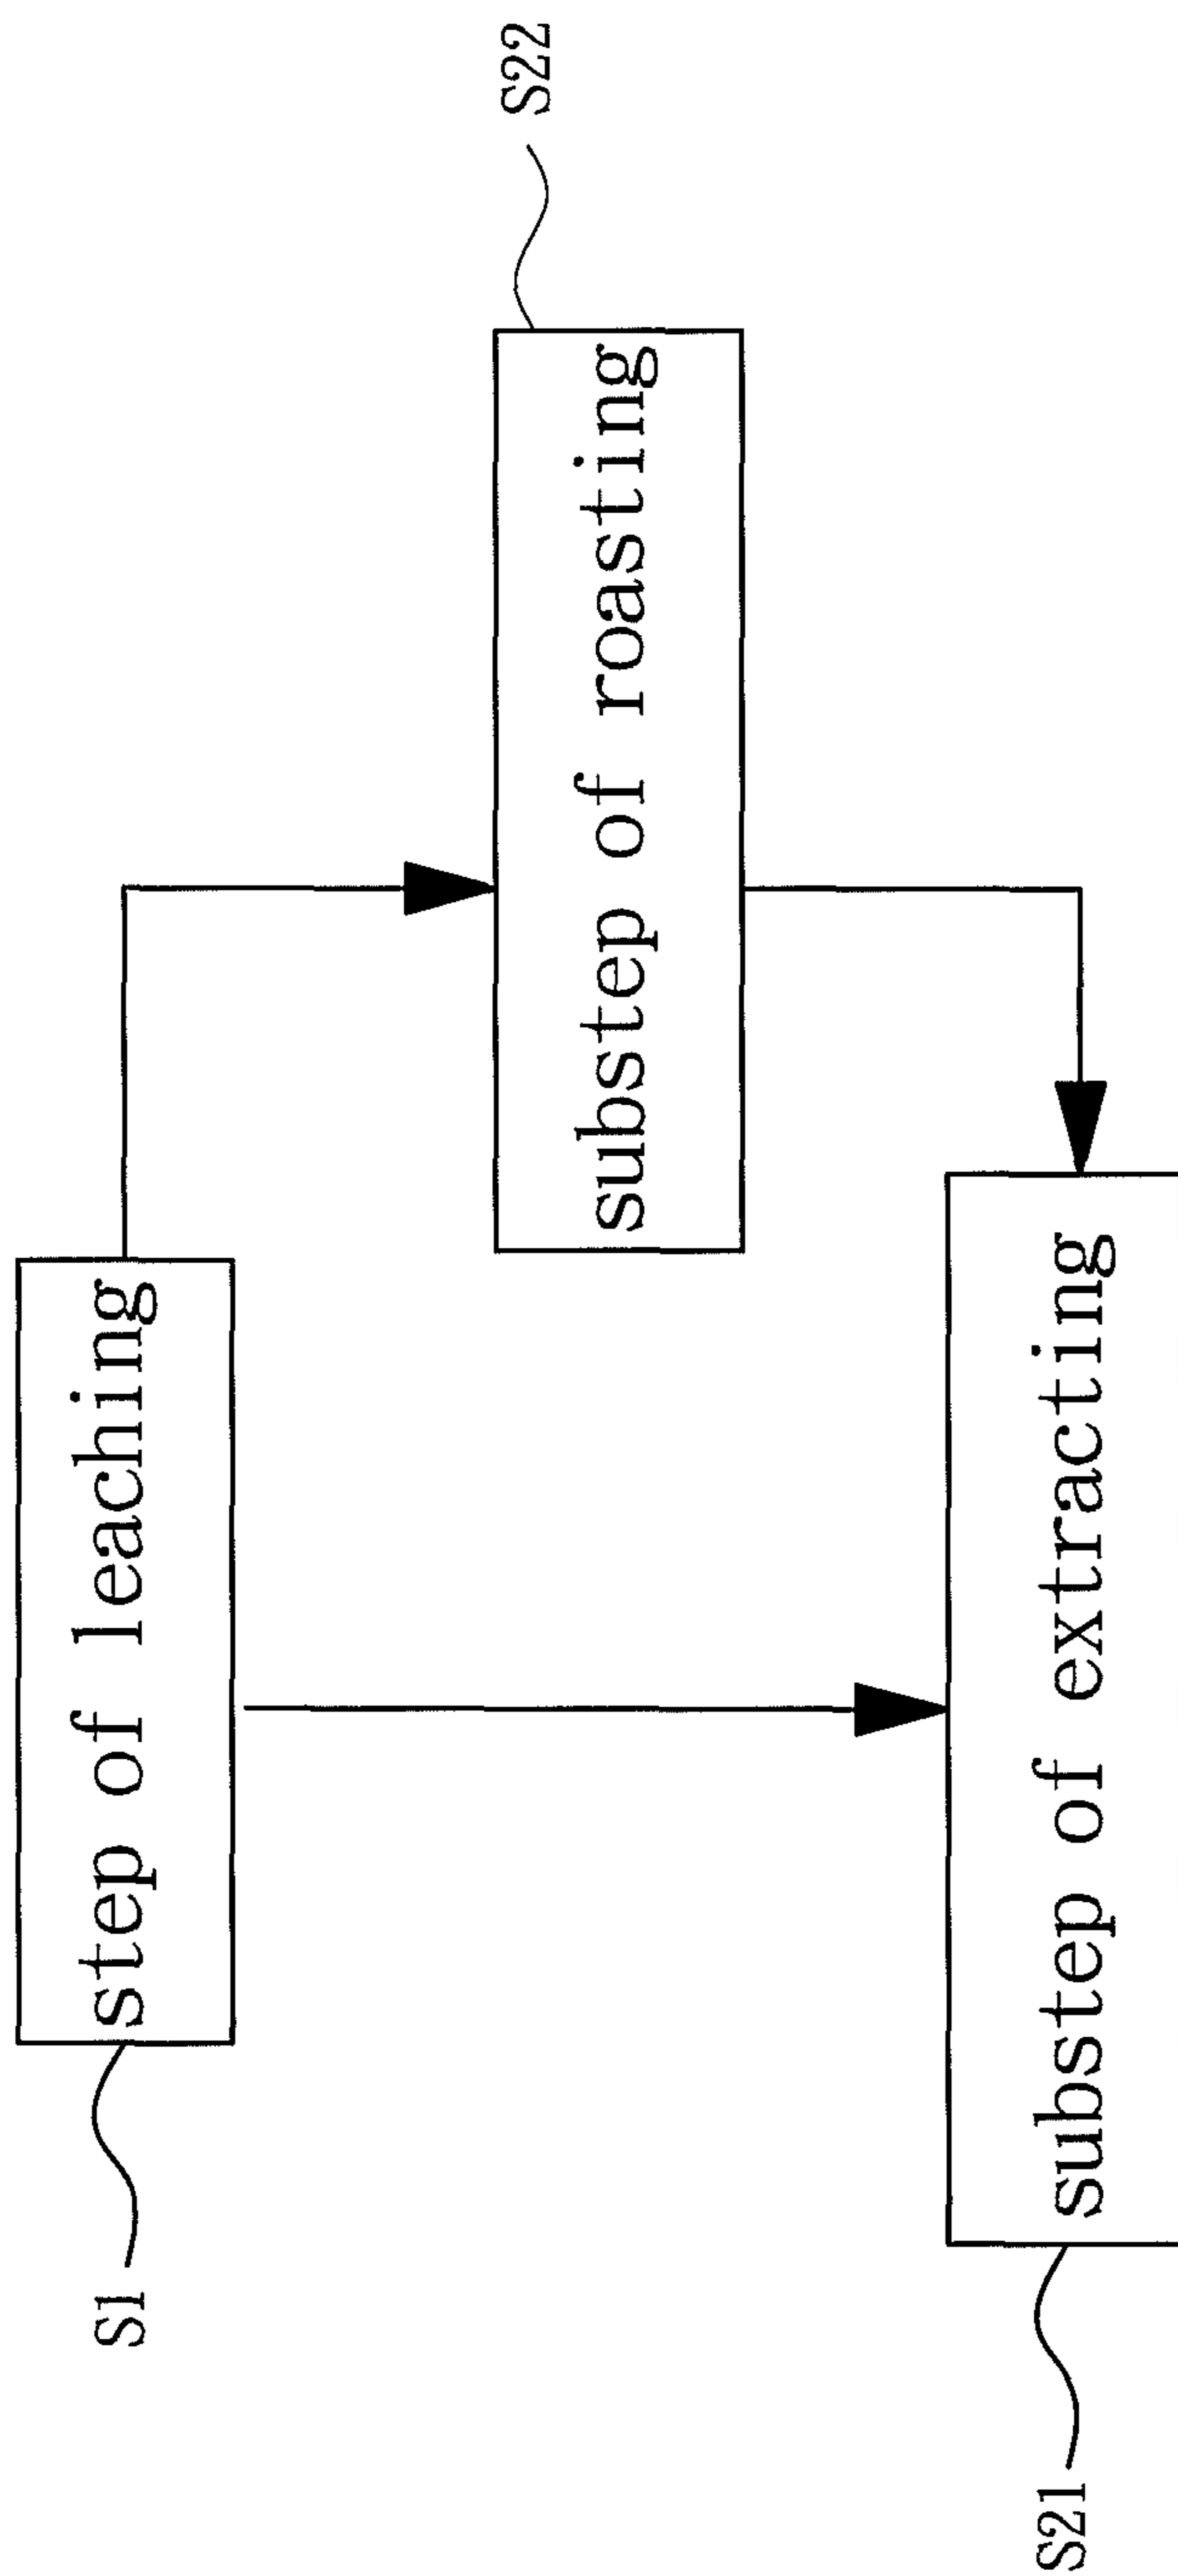 S1
step of leaching
substep of roasting
S22
S21
substep of extracting